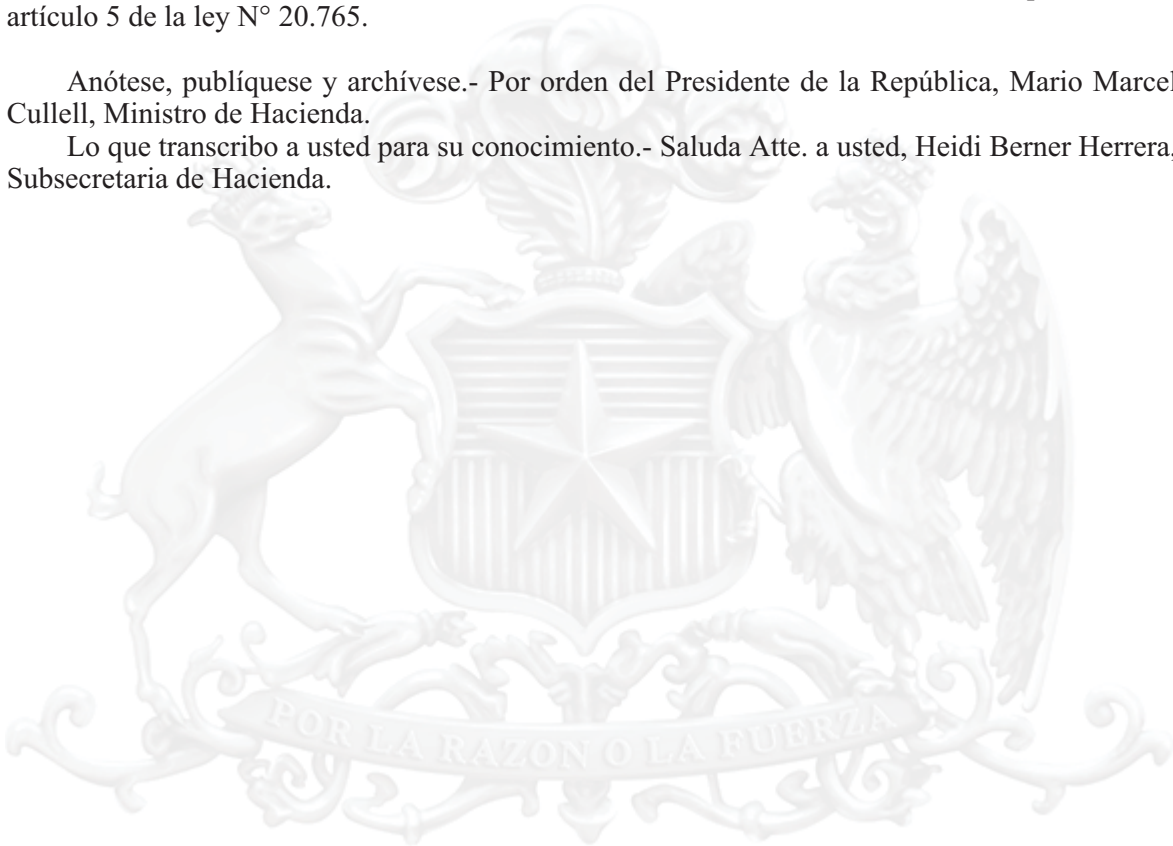 artículo 5 de la ley N° 20.765.
Anótese, publíquese y archívese.- Por orden del Presidente de la República, Mario Marcel
Cullell, Ministro de Hacienda.
Lo que transcribo a usted para su conocimiento.- Saluda Atte. a usted, Heidi Berner Herrera,
Subsecretaria de Hacienda.
POR LA RAZON O LA FUERZA